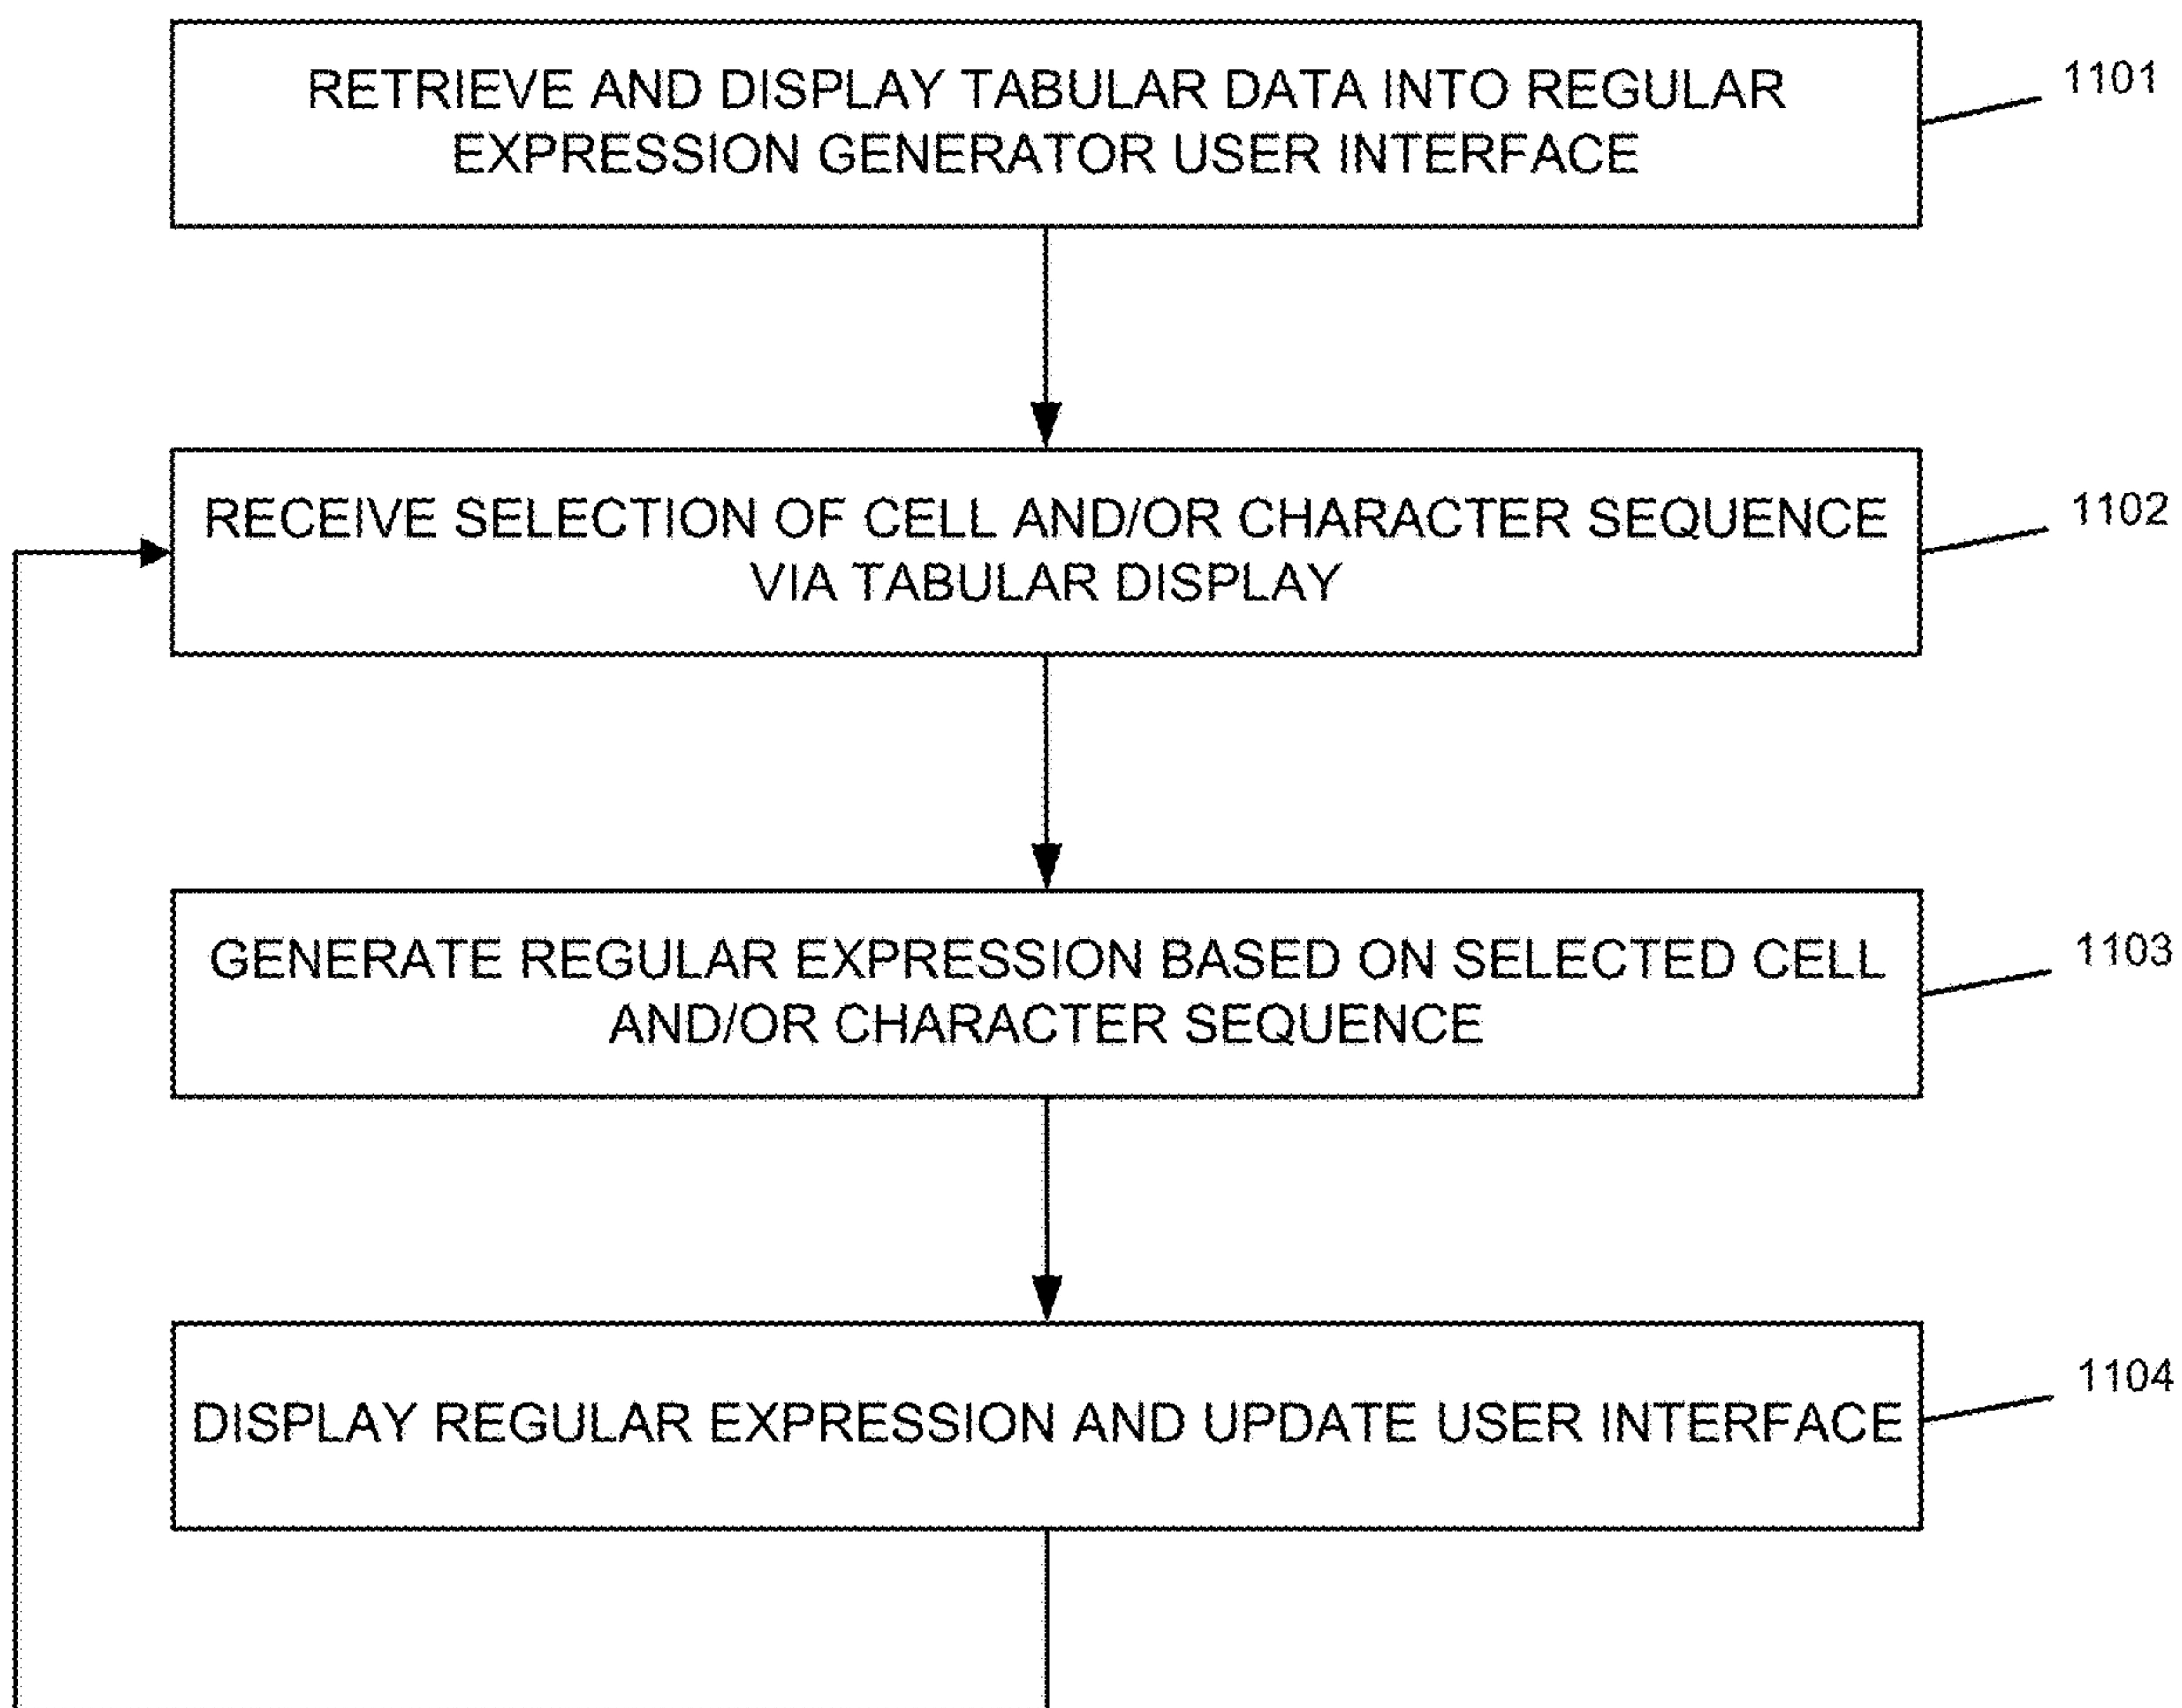 RETRIEVE AND DISPLAY TABULAR DATA INTO REGULAR
EXPRESSION GENERATOR USER INTERFACE
1101
RECEIVE SELECTION OF CELL AND/OR CHARACTER SEQUENCE
VIA TABULAR DISPLAY
1102
GENERATE REGULAR EXPRESSION BASED ON SELECTED CELL
AND/OR CHARACTER SEQUENCE
1103
DISPLAY REGULAR EXPRESSION AND UPDATE USER INTERFACE
1104